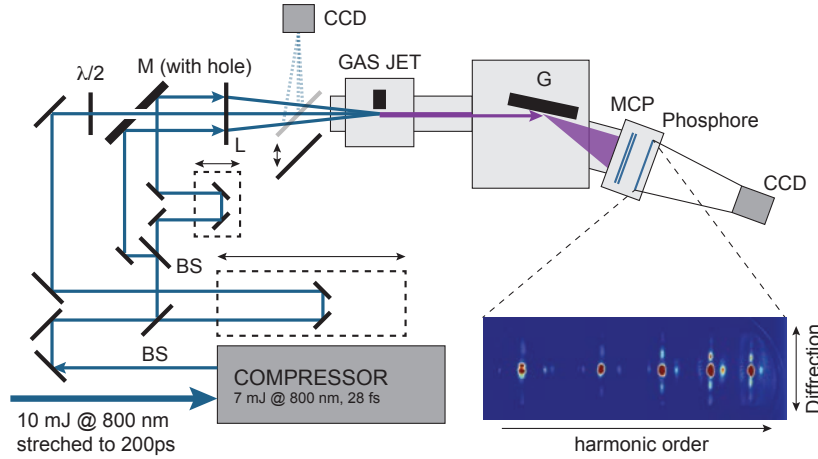 CCD
GAS JET
λ/2
M (with hole)
G
MCP
Phosphore
L
CCD
BS
BS
COMPRESSOR
7 mJ @ 800 nm, 28 fs
10 mJ @ 800 nm
streched to 200ps
Diffrection
harmonic order